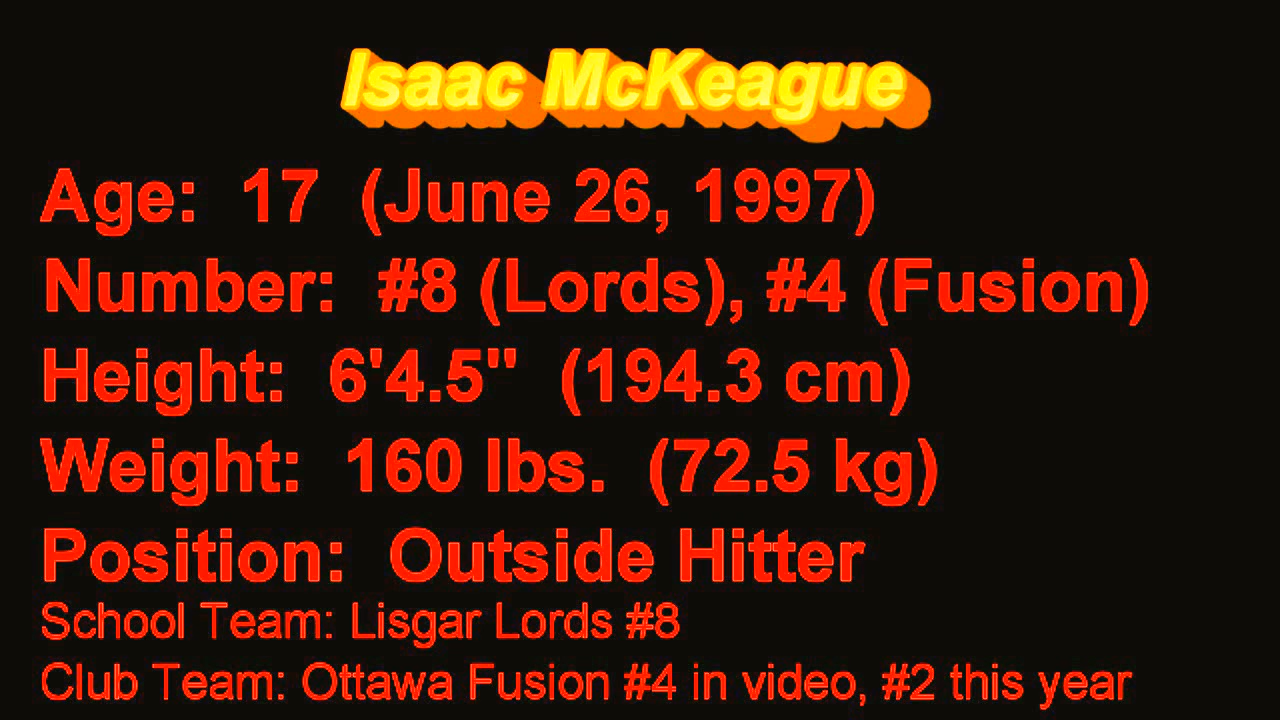 Isaac McKeague
Age:  17  (June 26, 1997)
Number:  #8 (Lords), #4 (Fusion)
Height:  6'4.5"  (194.3 cm)
Weight:  160 lbs.  (72.5 kg)
Position:  Outside Hitter
School Team: Lisgar Lords #8
Club Team: Ottawa Fusion #4 in video, #2 this year